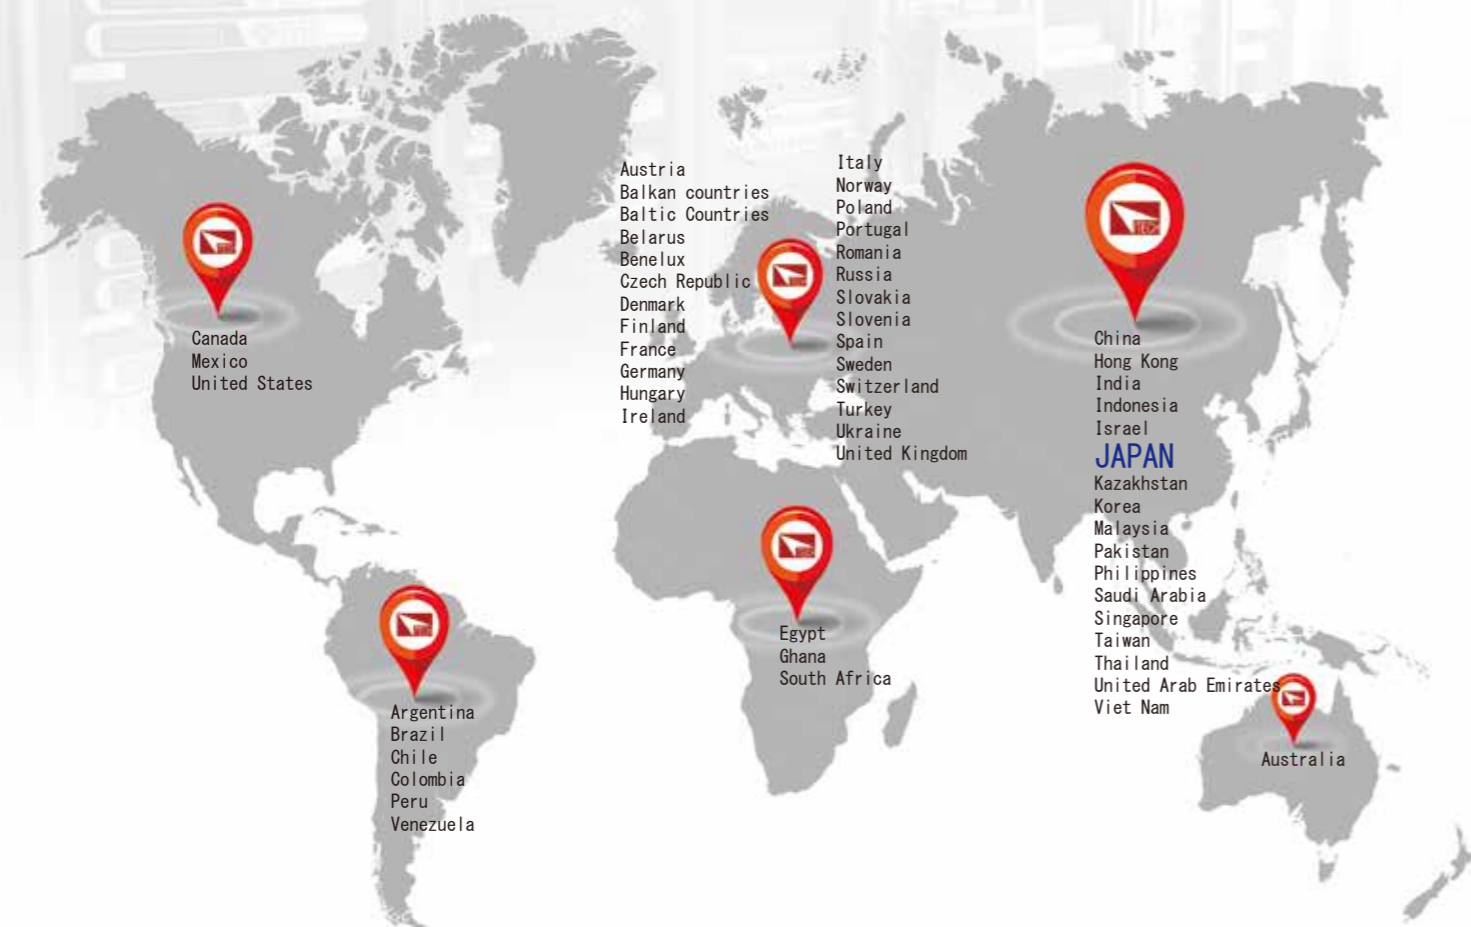 Canada
Mexico
United States
Austria
Balkan countries
Baltic Countries
Belarus
Benelux
Czech Republic
Denmark
Finland
France
Germany
Hungary
Ireland
Italy
Norway
Poland
Portugal
Romania
Russia
Slovakia
Slovenia
Spain
Sweden
Switzerland
Turkey
Ukraine
United Kingdom
TECH
China
Hong Kong
India
Indonesia
Israel
JAPAN
Kazakhstan
Korea
Malaysia
Pakistan
Philippines
Saudi Arabia
Singapore
Taiwan
Thailand
United Arab Emirates
Viet Nam
Egypt
Ghana
South Africa
Argentina
Brazil
Chile
Colombia
Peru
Venezuela
Australia